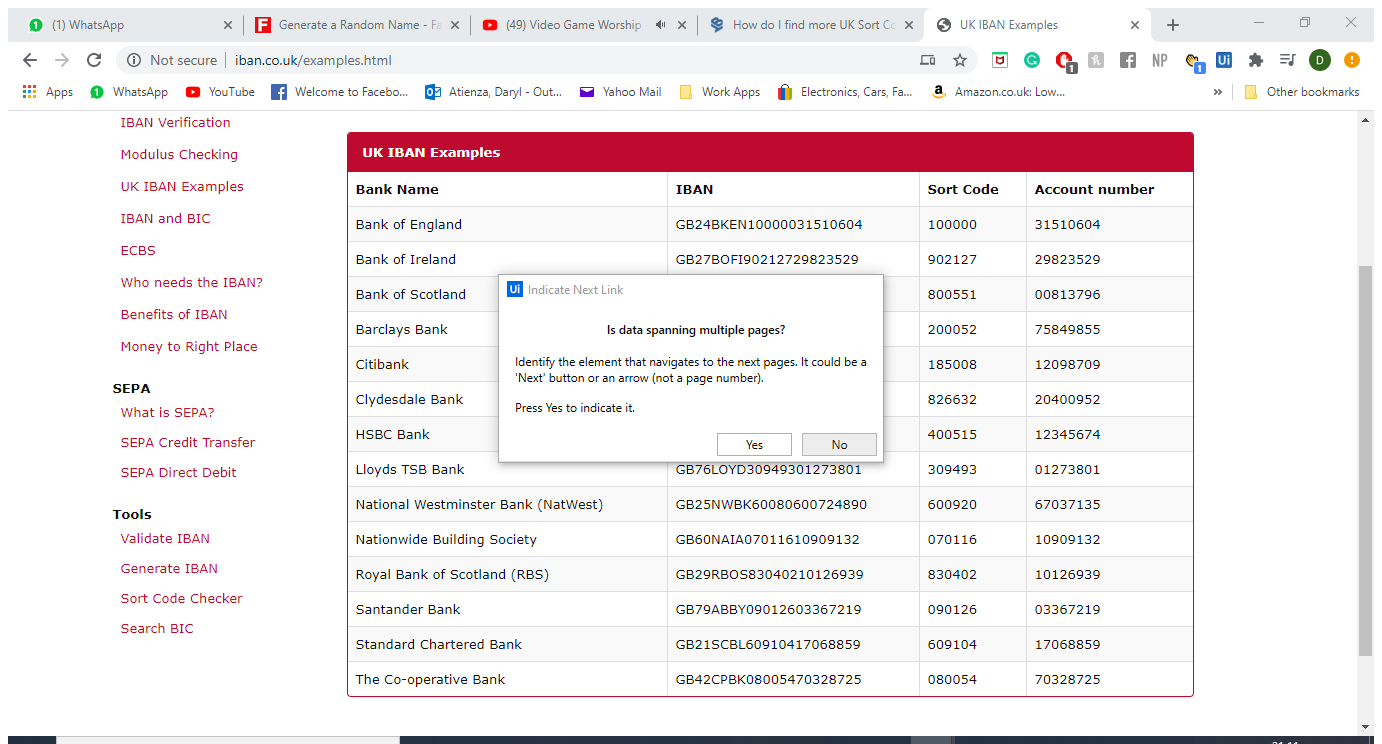 (1) WhatsApp
Generate a Random Name - Fa
(49) Video Game Worship
How do I find more UK Sort Co
UK IBAN Examples
Not secure
iban.co.uk/examples.html
NP
1
1
Ui
D
Apps
WhatsApp
YouTube
Welcome to Facebo...
Atienza, Daryl - Out...
Yahoo Mail
Work Apps
Electronics, Cars, Fa...
Amazon.co.uk: Low...
»
Other bookmarks
IBAN Verification
Modulus Checking
UK IBAN Examples
IBAN and BIC
ECBS
Who needs the IBAN?
Benefits of IBAN
Money to Right Place
SEPA
What is SEPA?
SEPA Credit Transfer
SEPA Direct Debit
Tools
Validate IBAN
Generate IBAN
Sort Code Checker
Search BIC
UK IBAN Examples
Bank Name IBAN Sort Code Account number
Bank of England GB24BKEN10000031510604 100000 31510604
Bank of Ireland GB27BOFI90212729823529 902127 29823529
Bank of Scotland 800551 00813796
Barclays Bank 200052 75849855
Citibank 185008 12098709
Clydesdale Bank 826632 20400952
HSBC Bank 400515 12345674
Lloyds TSB Bank GB76LOYD30949301273801 309493 01273801
National Westminster Bank (NatWest) GB25NWBK60080600724890 600920 67037135
Nationwide Building Society GB60NAIA07011610909132 070116 10909132
Royal Bank of Scotland (RBS) GB29RBOS83040210126939 830402 10126939
Santander Bank GB79ABBY09012603367219 090126 03367219
Standard Chartered Bank GB21SCBL60910417068859 609104 17068859
The Co-operative Bank GB42CPBK08005470328725 080054 70328725
Ui Indicate Next Link
Is data spanning multiple pages?
Identify the element that navigates to the next pages. It could be a
'Next' button or an arrow (not a page number).
Press Yes to indicate it.
Yes
No